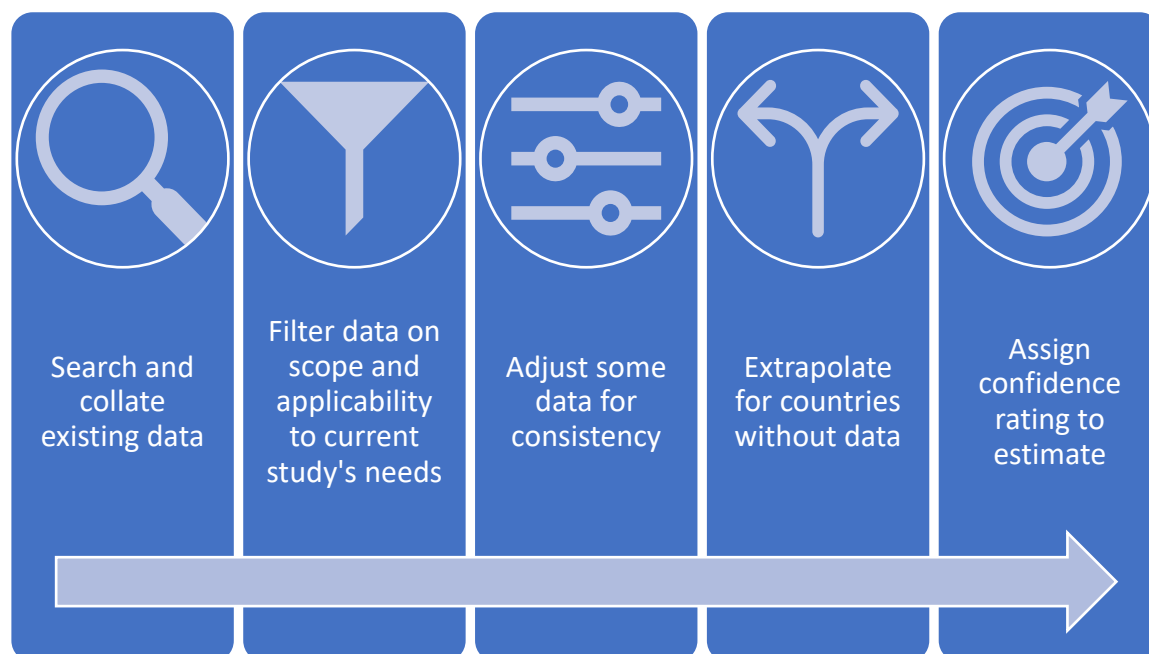 Search and
collate
existing data
Filter data on
scope and
applicability
to current
study's needs
Adjust some
data for
consistency
Extrapolate
for countries
without data
Assign
confidence
rating to
estimate